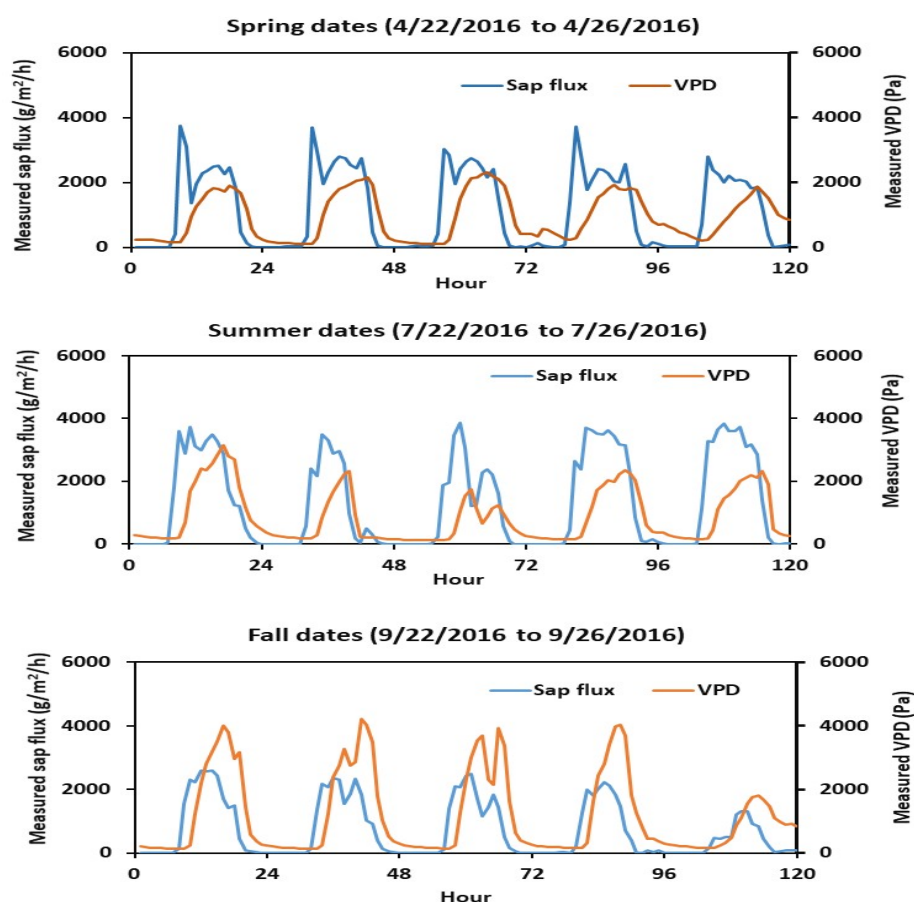 Spring dates (4/22/2016 to 4/26/2016)
Measured sap flux (g/m²/h)
6000
4000
2000
0
Sap flux
VPD
6000
4000
2000
0
Measured VPD (Pa)
0 24 48 72 96 120
Hour
Summer dates (7/22/2016 to 7/26/2016)
Measured sap flux (g/m²/h)
6000
4000
2000
0
Sap flux
VPD
6000
4000
2000
0
Measured VPD (Pa)
0 24 48 72 96 120
Hour
Fall dates (9/22/2016 to 9/26/2016)
Measured sap flux (g/m²/h)
6000
4000
2000
0
Sap flux
VPD
6000
4000
2000
0
Measured VPD (Pa)
0 24 48 72 96 120
Hour